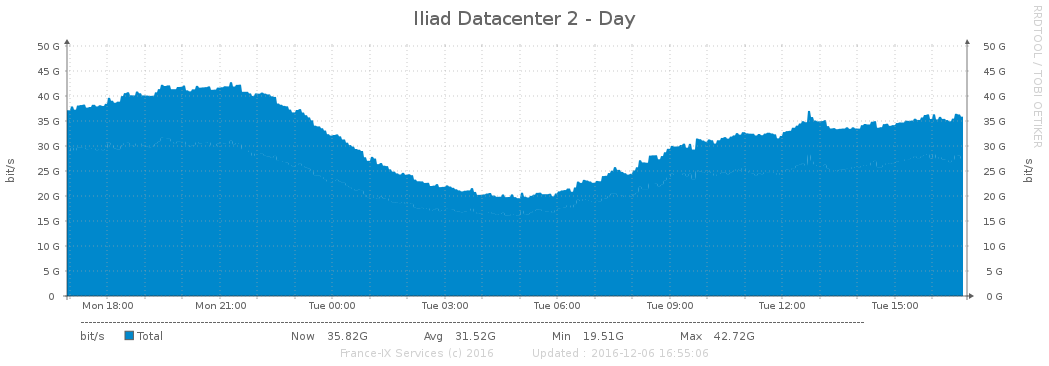 Iliad Datacenter 2 - Day
RRDTOOL / TOBI OETIKER
50 G 50 G
45 G 45 G
40 G 40 G
35 G 35 G
30 G 30 G
25 G 25 G
20 G 20 G
15 G 15 G
10 G 10 G
5 G 5 G
0 0 G
bit/s bit/s
Mon 18:00 Mon 21:00 Tue 00:00 Tue 03:00 Tue 06:00 Tue 09:00 Tue 12:00 Tue 15:00
bit/s Total Now 35.82G Avg 31.52G Min 19.51G Max 42.72G
France-IX Services (c) 2016 Updated : 2016-12-06 16:55:06